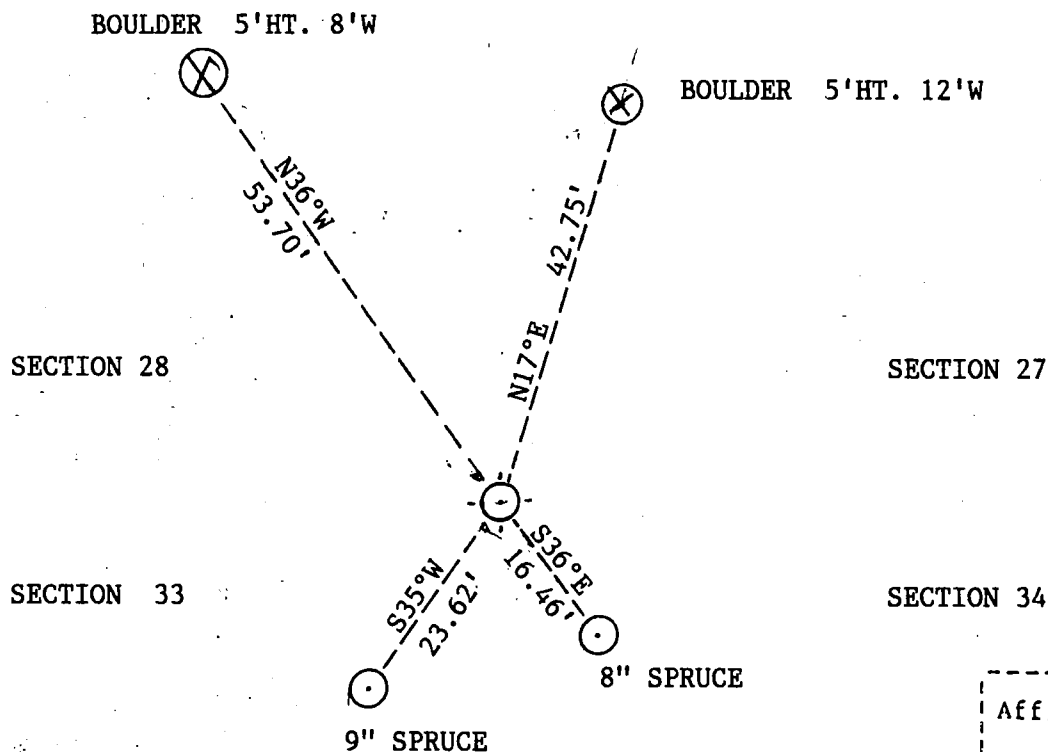 BOULDER 5'HT. 8'W
BOULDER 5'HT. 12'W
N36°W
53.70'
N17°E 42.75'
SECTION 28
SECTION 27
S36°E
16.46'
S35°W
23.62'
SECTION 33
SECTION 34
8" SPRUCE
9" SPRUCE
Aff